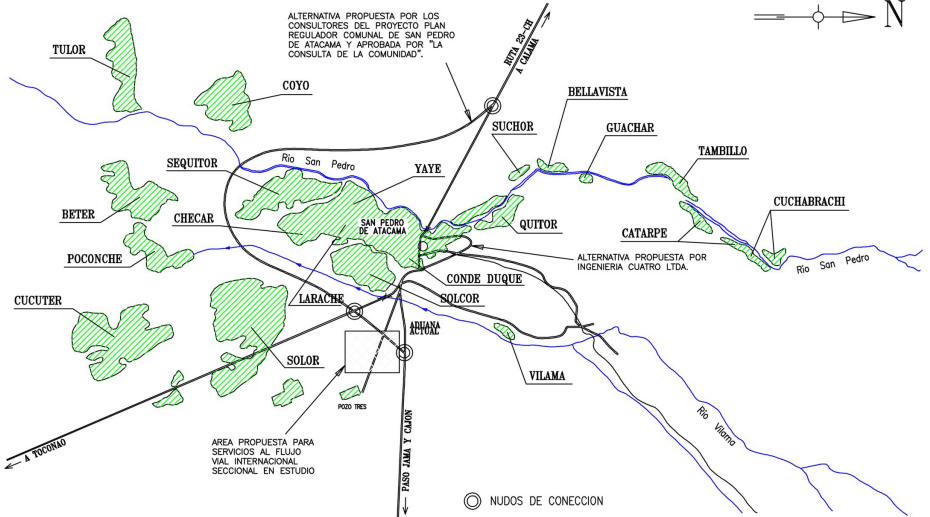 ALTERNATIVA PROPUESTA POR LOS
CONSULTORES DEL PROYECTO PLAN
REGULADOR COMUNAL DE SAN PEDRO
DE ATACAMA Y APROBADA POR "LA
CONSULTA DE LA COMUNIDAD".
N
RUTA 23-CH
A CALAMA
TULOR
COYO
BELLAVISTA
SUCHOR
GUACHAR
TAMBILLO
SEQUITOR
Río San Pedro
YAYE
BETER
CHECAR
SAN PEDRO
DE ATACAMA
QUITOR
CUCHABRACHI
CATARPE
POCONCHE
ALTERNATIVA PROPUESTA POR
INGENIERIA CUATRO LTDA.
Río San Pedro
CONDE DUQUE
CUCUTER
LARACHE
SOLCOR
ADUANA
ACTUAL
SOLOR
VILAMA
POZO TRES
Río Vilama
AREA PROPUESTA PARA
SERVICIOS AL FLUJO
VIAL INTERNACIONAL
SECCIONAL EN ESTUDIO
A TOCONAO
PASO JAMA Y CAJON
NUDOS DE CONECCION